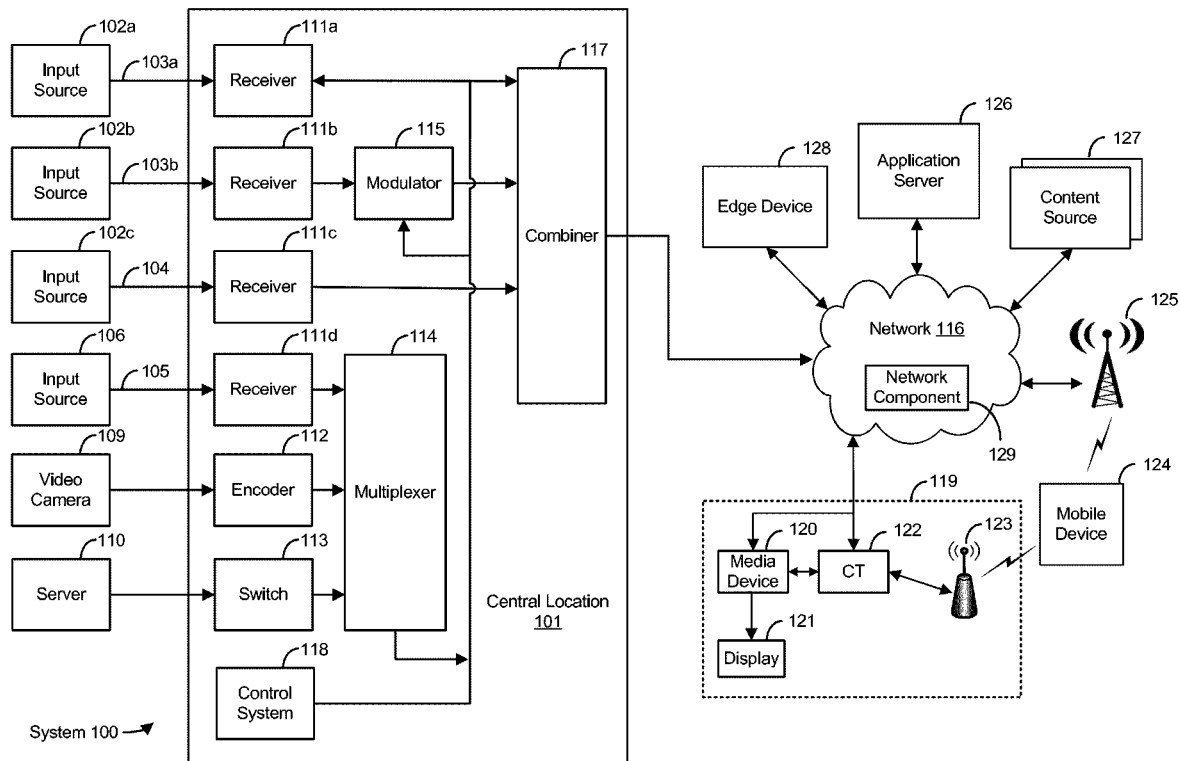 102a
Input
Source
103a
111a
Receiver
117
Combiner
102b
Input
Source
103b
111b
Receiver
115
Modulator
102c
Input
Source
104
111c
Receiver
106
Input
Source
105
111d
Receiver
114
Multiplexer
109
Video
Camera
112
Encoder
110
Server
113
Switch
118
Control
System
Central Location
101
System 100
128
Edge Device
126
Application
Server
127
Content
Source
Network 116
Network
Component
129
125
124
Mobile
Device
119
120
Media
Device
122
CT
123
121
Display